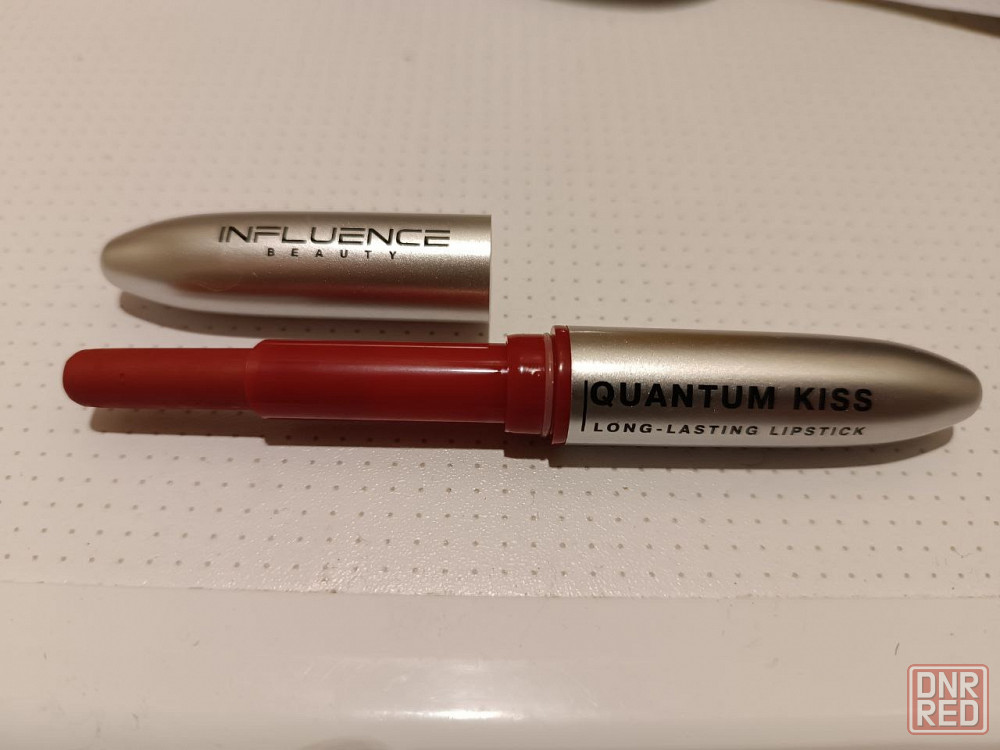 INFLUENCE
BEAUTY
QUANTUM KISS
LONG-LASTING LIPSTICK
DNR
RED